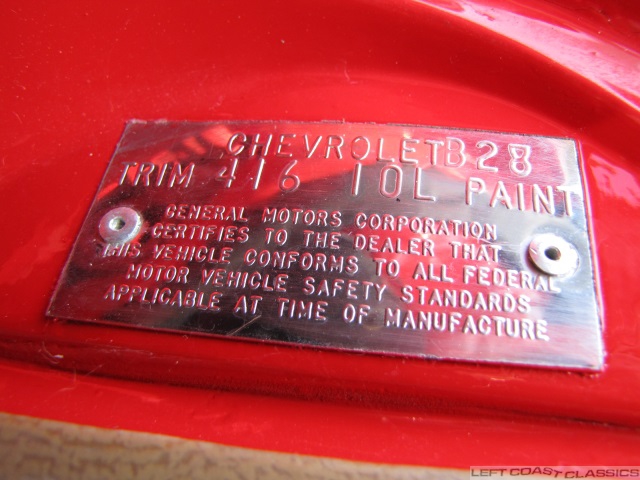 CHEVROLET B28
TRIM 416 10L PAINT
GENERAL MOTORS CORPORATION
CERTIFIES TO THE DEALER THAT
THIS VEHICLE CONFORMS TO ALL FEDERAL
MOTOR VEHICLE SAFETY STANDARDS
APPLICABLE AT TIME OF MANUFACTURE
LEFT COAST CLASSICS